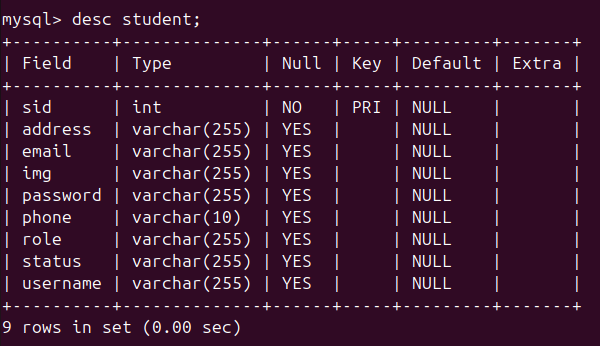 mysql> desc student;
+----------+--------------+------+-----+---------+-------+
| Field    | Type         | Null | Key | Default | Extra |
+----------+--------------+------+-----+---------+-------+
| sid      | int          | NO   | PRI | NULL    |       |
| address  | varchar(255) | YES  |     | NULL    |       |
| email    | varchar(255) | YES  |     | NULL    |       |
| img      | varchar(255) | YES  |     | NULL    |       |
| password | varchar(255) | YES  |     | NULL    |       |
| phone    | varchar(10)  | YES  |     | NULL    |       |
| role     | varchar(255) | YES  |     | NULL    |       |
| status   | varchar(255) | YES  |     | NULL    |       |
| username | varchar(255) | YES  |     | NULL    |       |
+----------+--------------+------+-----+---------+-------+
9 rows in set (0.00 sec)